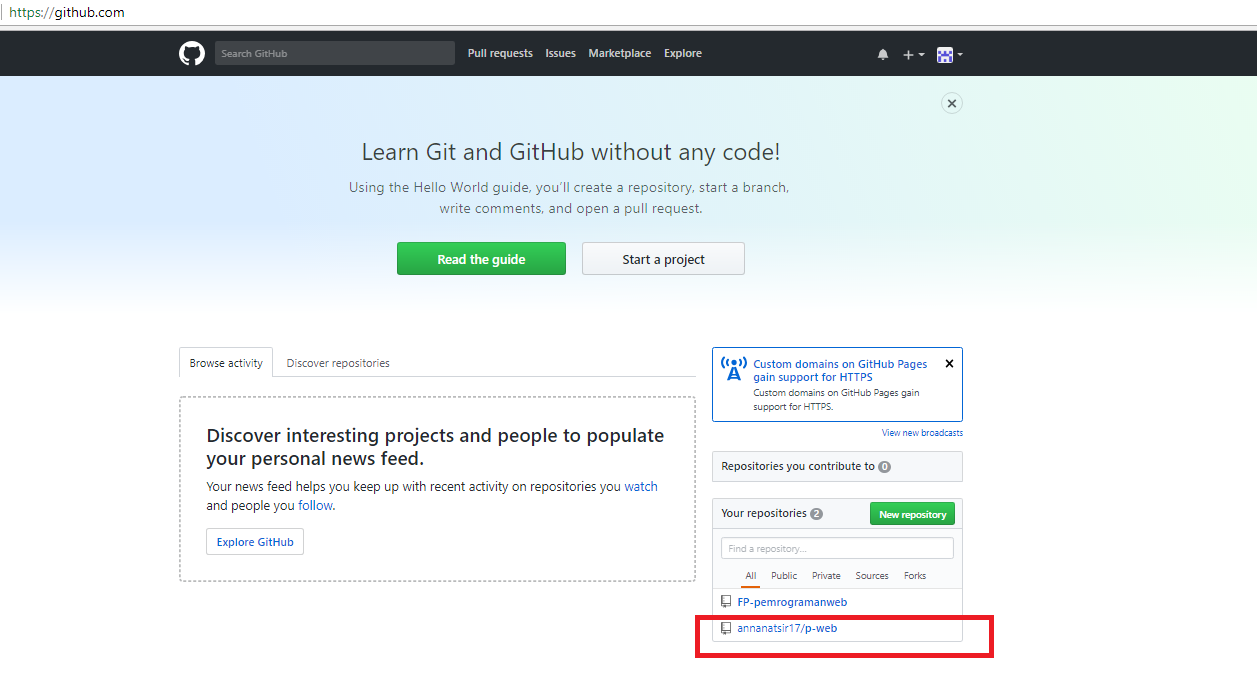 https://github.com
Search GitHub
Pull requests Issues Marketplace Explore
Learn Git and GitHub without any code!
Using the Hello World guide, you’ll create a repository, start a branch,
write comments, and open a pull request.
Read the guide Start a project
Browse activity Discover repositories
Discover interesting projects and people to populate
your personal news feed.
Your news feed helps you keep up with recent activity on repositories you watch
and people you follow.
Explore GitHub
Custom domains on GitHub Pages
gain support for HTTPS
Custom domains on GitHub Pages gain
support for HTTPS.
View new broadcasts
Repositories you contribute to 0
Your repositories 2 New repository
Find a repository...
All Public Private Sources Forks
FP-pemrogramanweb
annanatsir17/p-web